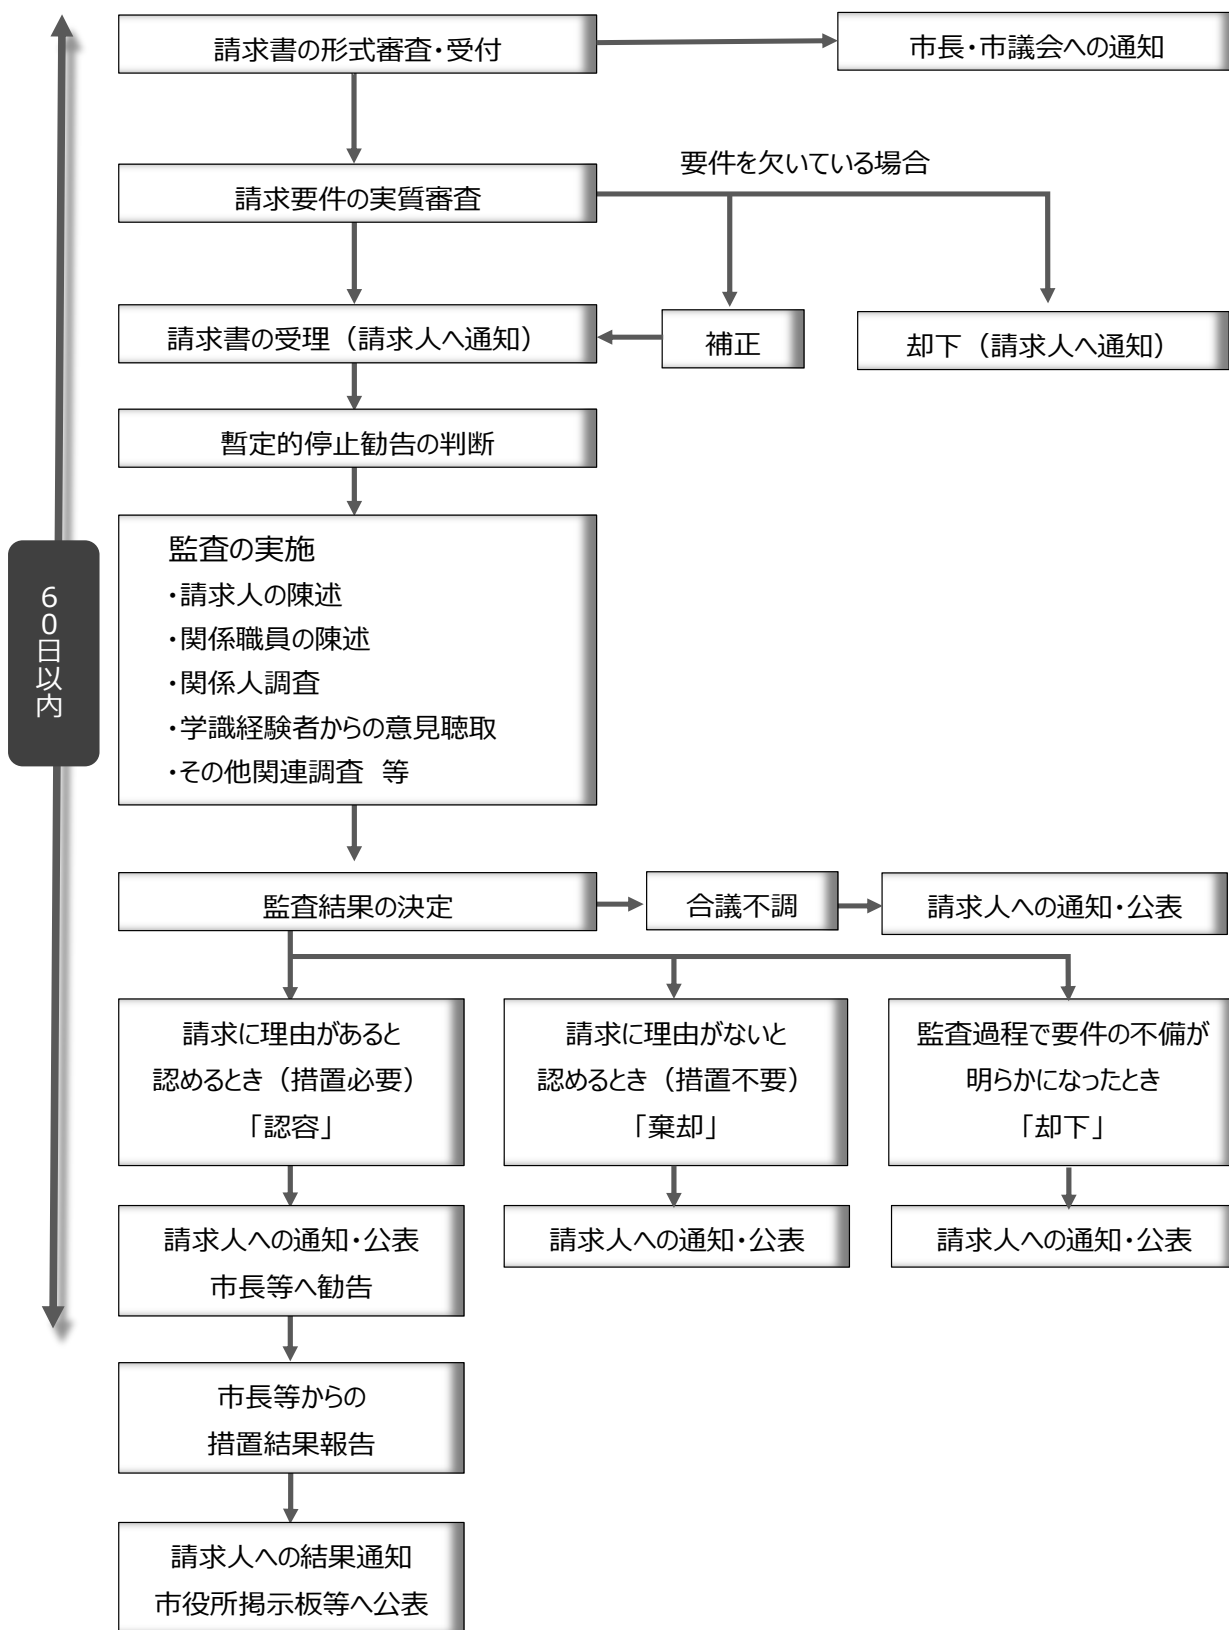 請求書の形式審査・受付
市長・市議会への通知
要件を欠いている場合
請求要件の実質審査
請求書の受理（請求人へ通知）
補正
却下（請求人へ通知）
暫定的停止勧告の判断
60日以内
監査の実施
・請求人の陳述
・関係職員の陳述
・関係人調査
・学識経験者からの意見聴取
・その他関連調査　等
監査結果の決定
合議不調
請求人への通知・公表
請求に理由があると
認めるとき（措置必要）
「認容」
請求に理由がないと
認めるとき（措置不要）
「棄却」
監査過程で要件の不備が
明らかになったとき
「却下」
請求人への通知・公表
市長等へ勧告
請求人への通知・公表
請求人への通知・公表
市長等からの
措置結果報告
請求人への結果通知
市役所掲示板等へ公表